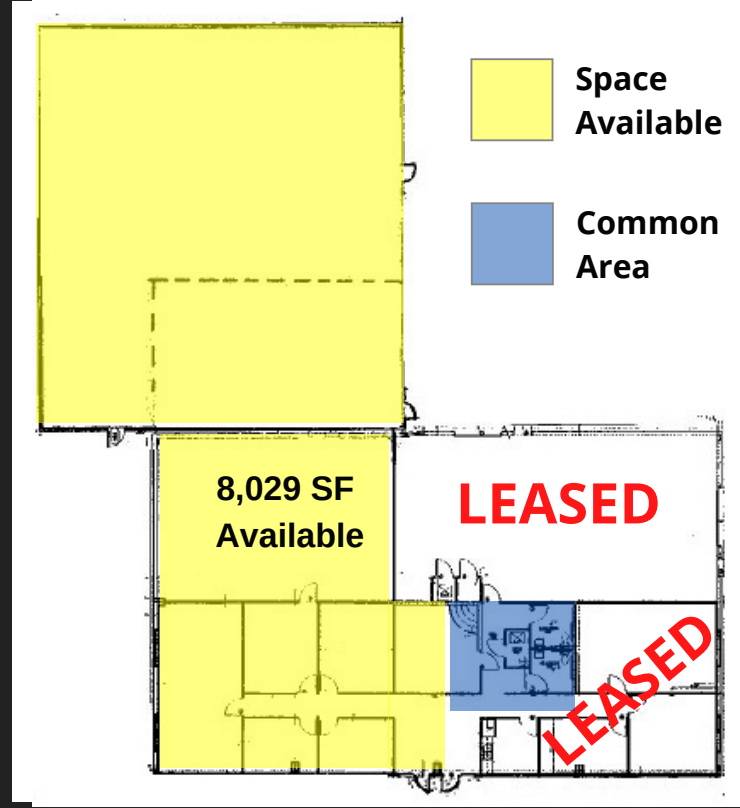 Space
Available
Common
Area
8,029 SF
Available
LEASED
LEASED